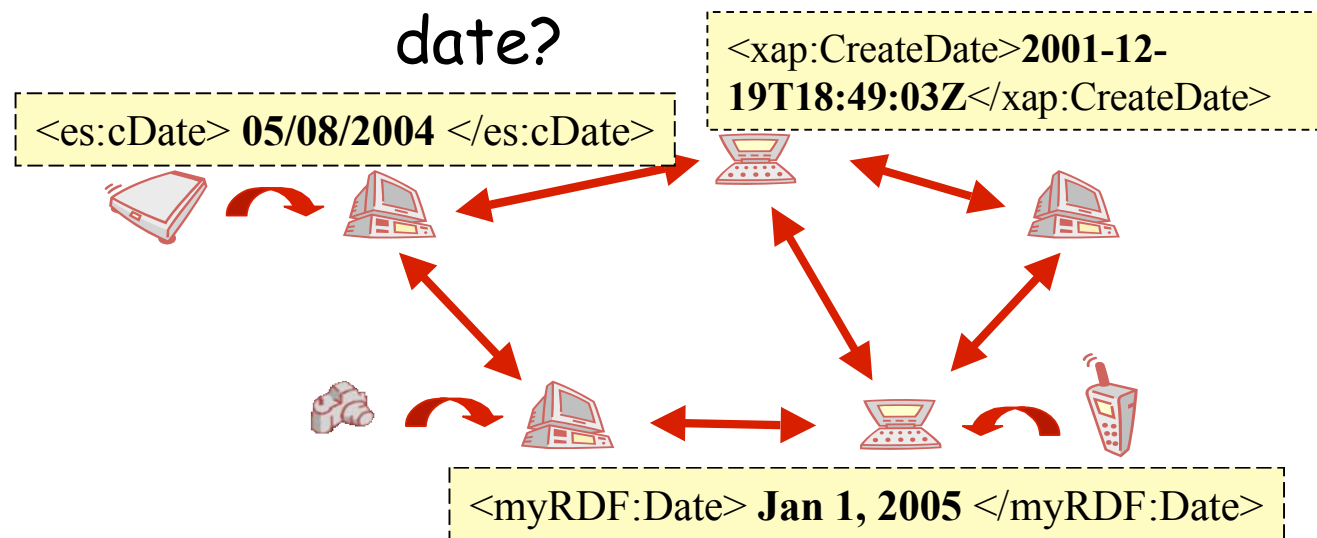 date?
<xap:CreateDate>2001-12-
19T18:49:03Z</xap:CreateDate>
<es:cDate> 05/08/2004 </es:cDate>
<myRDF:Date> Jan 1, 2005 </myRDF:Date>